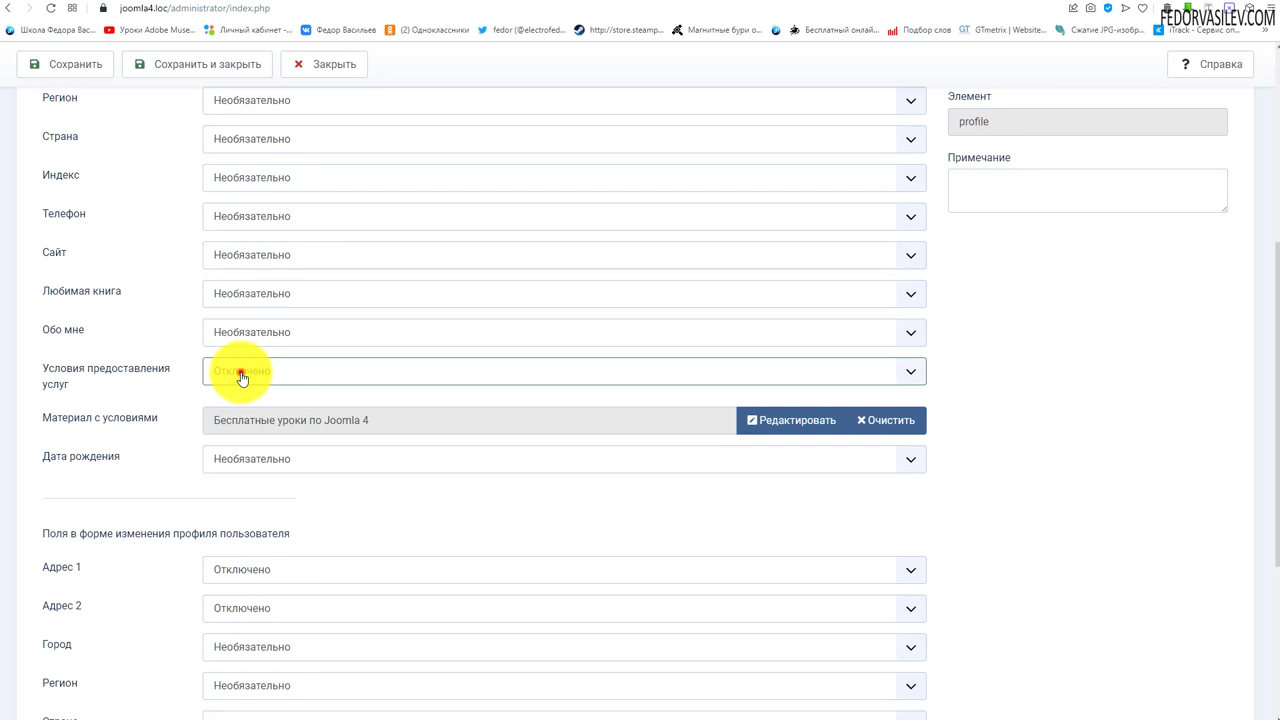 joomla4.loc/administrator/index.php
FEDORVASILEV.COM
Школа Федора Вас...
Уроки Adobe Muse...
Личный кабинет -...
Федор Васильев
(2) Одноклассники
fedor (@electrofed...
http://store.steamp...
Магнитные бури о...
Бесплатный онлай...
Подбор слов
GTmetrix | Website...
Сжатие JPG-изобр...
iTrack - Сервис оп...
Сохранить
Сохранить и закрыть
Закрыть
Справка
Регион
Необязательно
Элемент
profile
Страна
Необязательно
Примечание
Индекс
Необязательно
Телефон
Необязательно
Сайт
Необязательно
Любимая книга
Необязательно
Обо мне
Необязательно
Условия предоставления
услуг
Отключено
Материал с условиями
Бесплатные уроки по Joomla 4
Редактировать
Очистить
Дата рождения
Необязательно
Поля в форме изменения профиля пользователя
Адрес 1
Отключено
Адрес 2
Отключено
Город
Необязательно
Регион
Необязательно